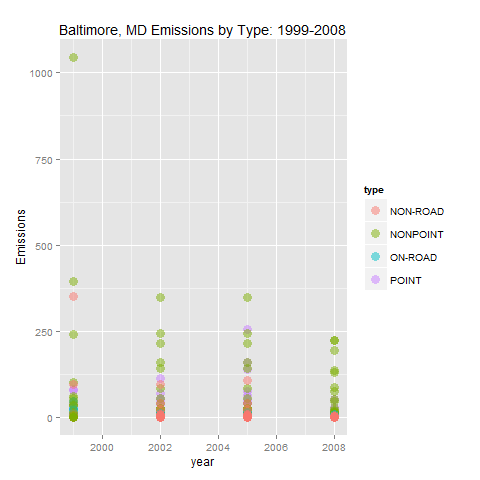 Baltimore, MD Emissions by Type: 1999-2008
1000
750
500
250
0
Emissions
2000 2002 2004 2006 2008
year
type
NON-ROAD
NONPOINT
ON-ROAD
POINT